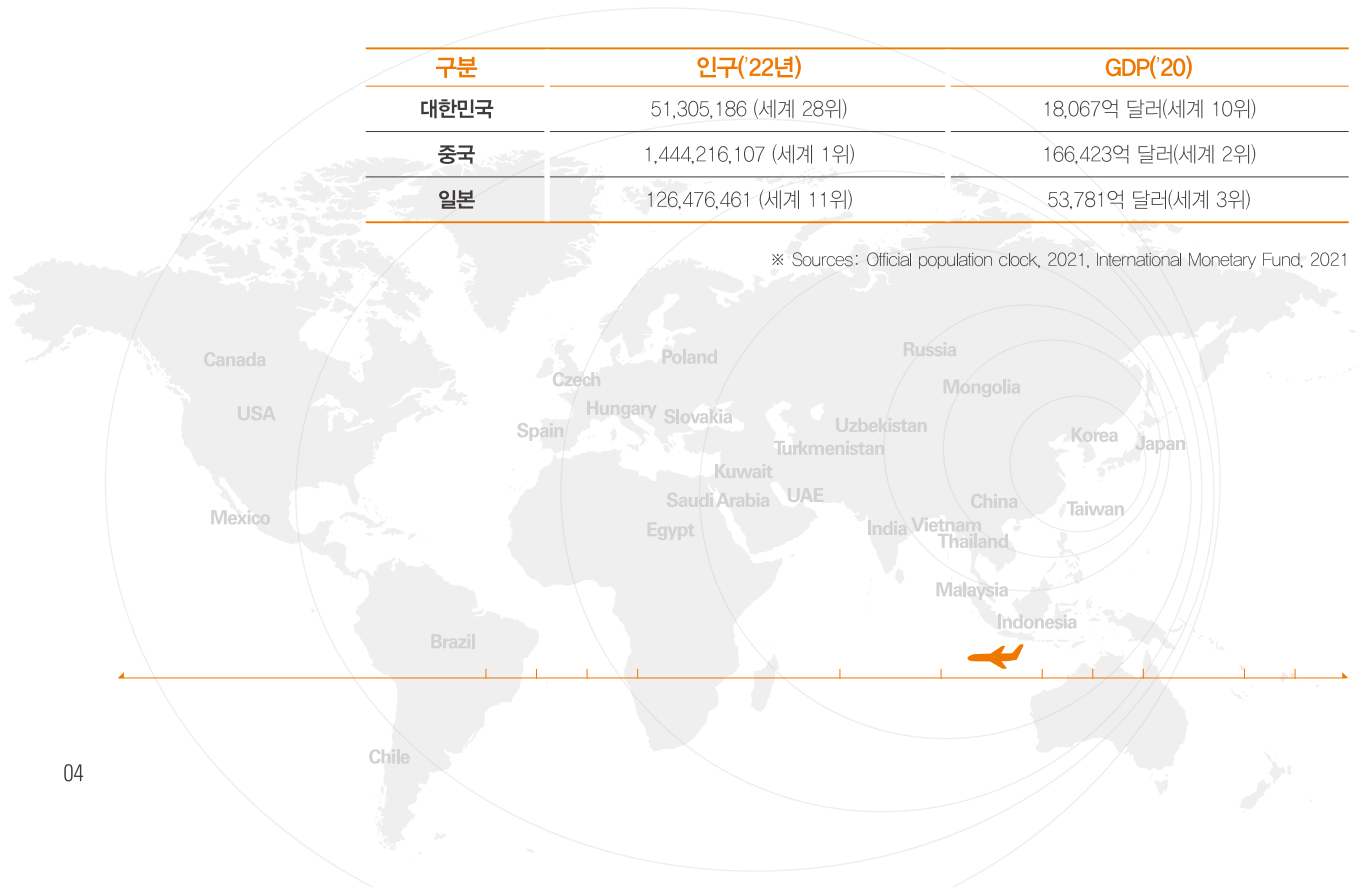 구분 인구(’22년) GDP(’20)
대한민국 51,305,186 (세계 28위) 18,067억 달러(세계 10위)
중국 1,444,216,107 (세계 1위) 166,423억 달러(세계 2위)
일본 126,476,461 (세계 11위) 53,781억 달러(세계 3위)
※ Sources: Official population clock, 2021, International Monetary Fund, 2021
Canada
Poland
Russia
Czech
Mongolia
USA
Hungary
Slovakia
Spain
Uzbekistan
Korea
Japan
Turkmenistan
Kuwait
Saudi Arabia
UAE
China
Taiwan
Mexico
Egypt
India
Vietnam
Thailand
Malaysia
Indonesia
Brazil
Chile
04